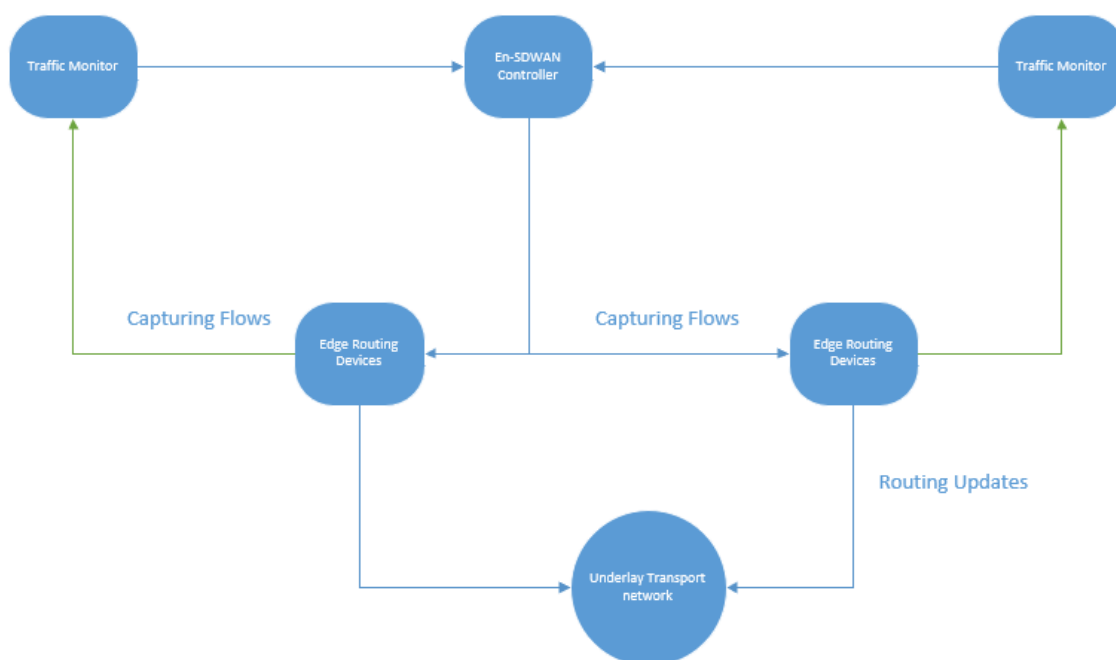 Traffic Monitor
En-SDWAN
Controller
Traffic Monitor
Capturing Flows
Capturing Flows
Edge Routing
Devices
Edge Routing
Devices
Routing Updates
Underlay Transport
network